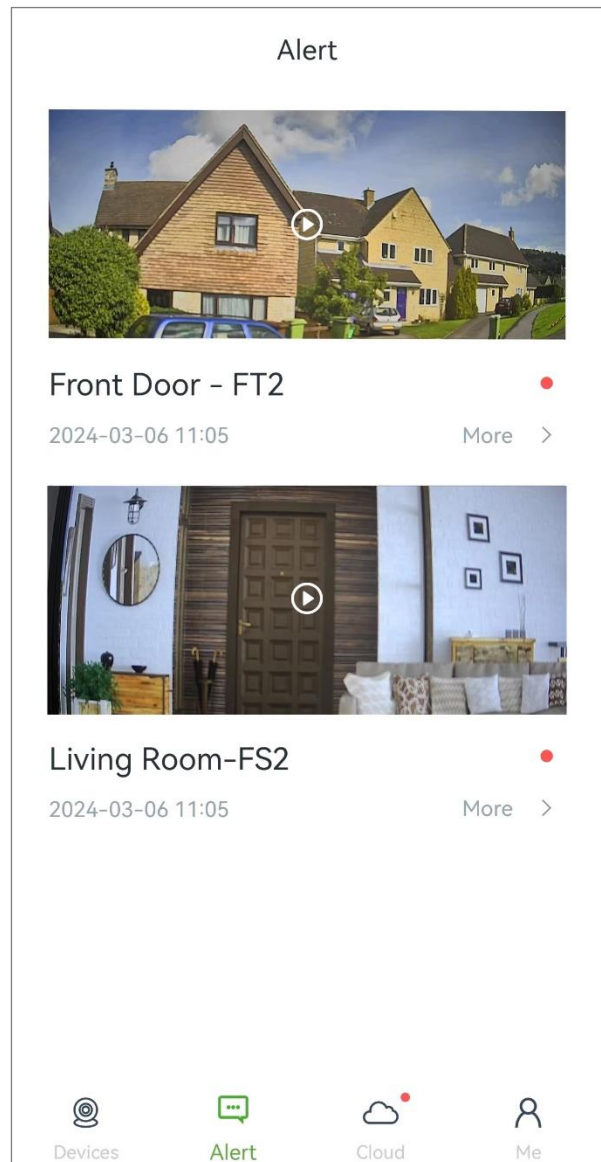 Alert
Front Door - FT2
2024-03-06 11:05 More
Living Room-FS2
2024-03-06 11:05 More
Devices Alert Cloud Me